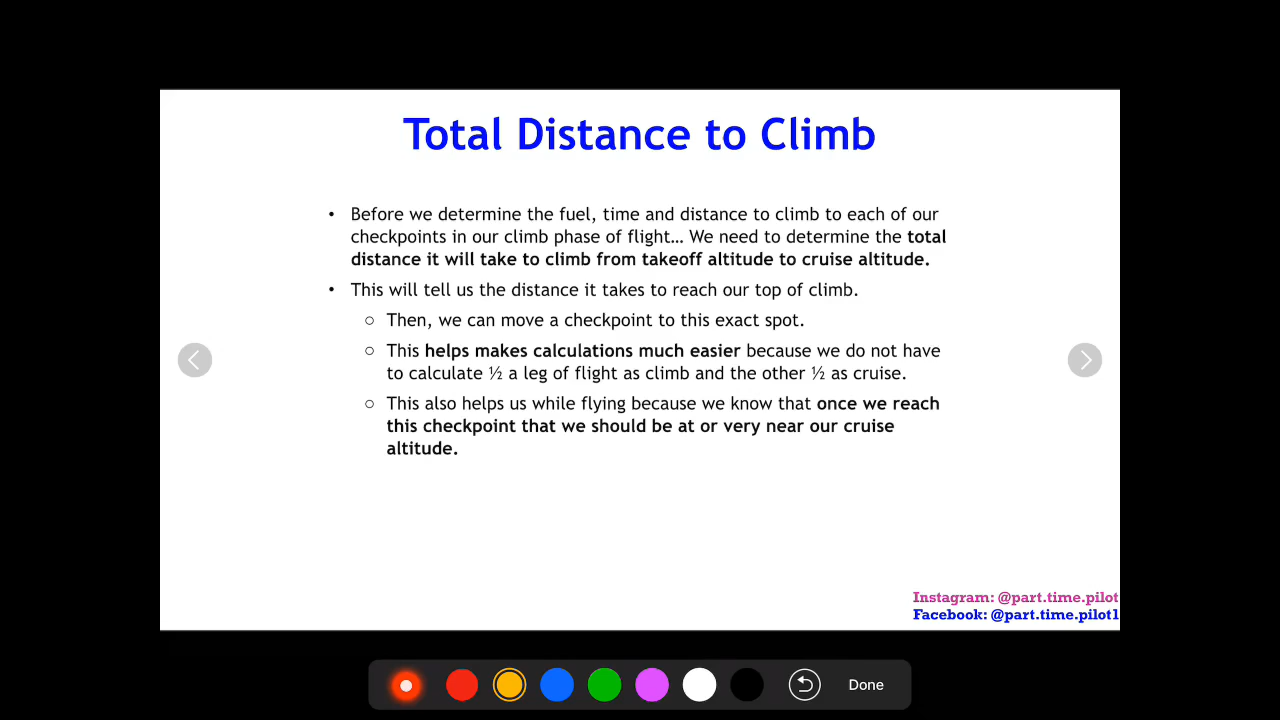 Total Distance to Climb
• Before we determine the fuel, time and distance to climb to each of our
checkpoints in our climb phase of flight... We need to determine the total
distance it will take to climb from takeoff altitude to cruise altitude.
• This will tell us the distance it takes to reach our top of climb.
○ Then, we can move a checkpoint to this exact spot.
○ This helps makes calculations much easier because we do not have
to calculate ½ a leg of flight as climb and the other ½ as cruise.
○ This also helps us while flying because we know that once we reach
this checkpoint that we should be at or very near our cruise
altitude.
Instagram: @part.time.pilot
Facebook: @part.time.pilot1
Done